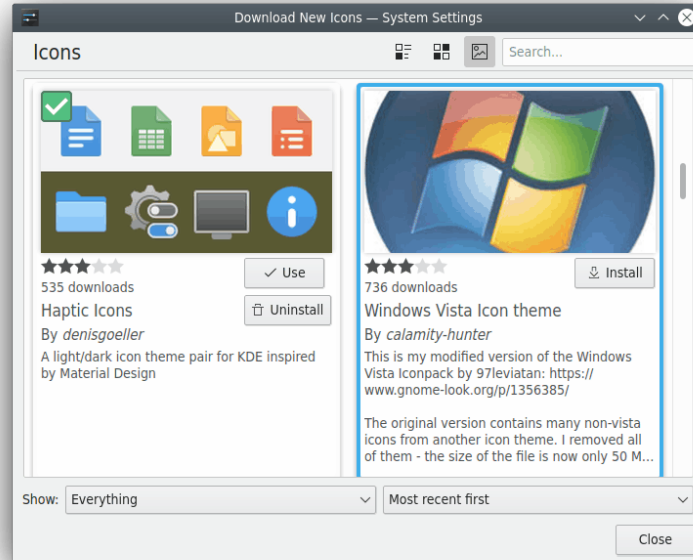 Download New Icons — System Settings
Icons
Search...
Use
535 downloads
Haptic Icons
Uninstall
By denisgoeller
A light/dark icon theme pair for KDE inspired
by Material Design
Install
736 downloads
Windows Vista Icon theme
By calamity-hunter
This is my modified version of the Windows
Vista Iconpack by 97leviatan: https://
www.gnome-look.org/p/1356385/
The original version contains many non-vista
icons from another icon theme. I removed all
of them - the size of the file is now only 50 M...
Show:
Everything
Most recent first
Close